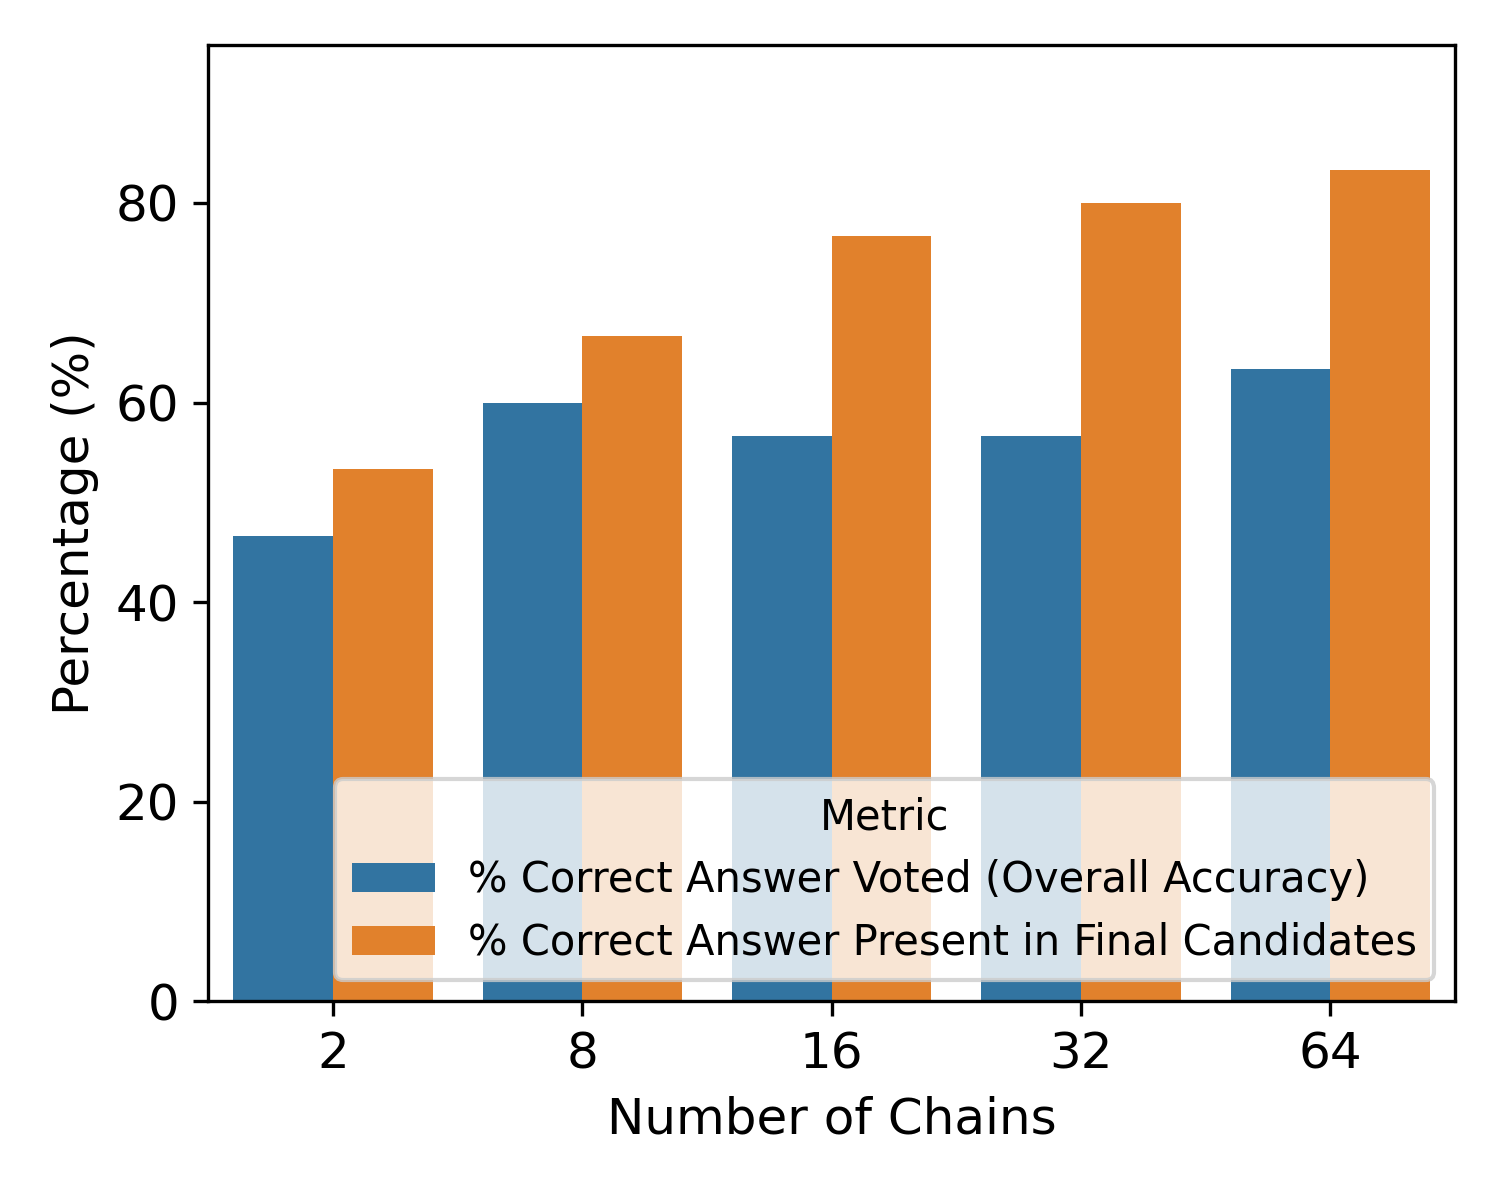 Percentage (%)
80
60
40
20
0
Metric
% Correct Answer Voted (Overall Accuracy)
% Correct Answer Present in Final Candidates
2 8 16 32 64
Number of Chains